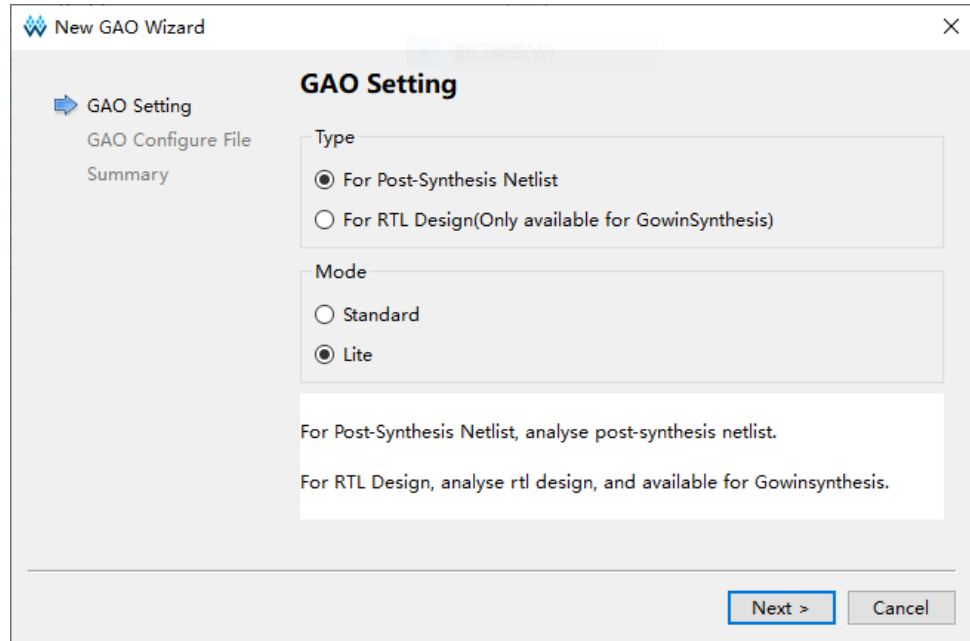 New GAO Wizard
GAO Setting
GAO Configure File
Summary
GAO Setting
Type
For Post-Synthesis Netlist
For RTL Design(Only available for GowinSynthesis)
Mode
Standard
Lite
For Post-Synthesis Netlist, analyse post-synthesis netlist.
For RTL Design, analyse rtl design, and available for Gowinsynthesis.
Next >
Cancel